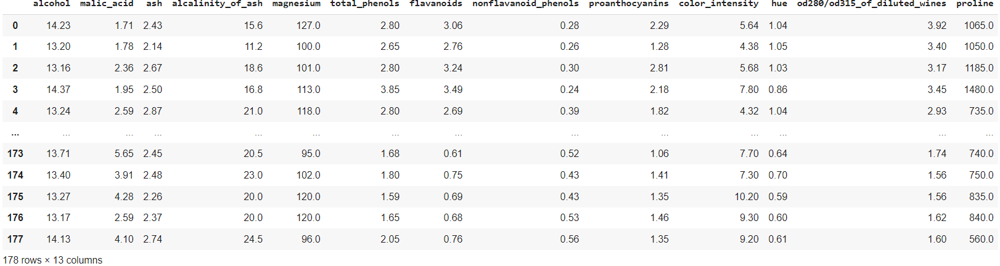 alcohol malic_acid ash alcalinity_of_ash magnesium total_phenols flavanoids nonflavanoid_phenols proanthocyanins color_intensity hue od280/od315_of_diluted_wines proline
0 14.23 1.71 2.43 15.6 127.0 2.80 3.06 0.28 2.29 5.64 1.04 3.92 1065.0
1 13.20 1.78 2.14 11.2 100.0 2.65 2.76 0.26 1.28 4.38 1.05 3.40 1050.0
2 13.16 2.36 2.67 18.6 101.0 2.80 3.24 0.30 2.81 5.68 1.03 3.17 1185.0
3 14.37 1.95 2.50 16.8 113.0 3.85 3.49 0.24 2.18 7.80 0.86 3.45 1480.0
4 13.24 2.59 2.87 21.0 118.0 2.80 2.69 0.39 1.82 4.32 1.04 2.93 735.0
... ... ... ... ... ... ... ... ... ... ... ... ... ...
173 13.71 5.65 2.45 20.5 95.0 1.68 0.61 0.52 1.06 7.70 0.64 1.74 740.0
174 13.40 3.91 2.48 23.0 102.0 1.80 0.75 0.43 1.41 7.30 0.70 1.56 750.0
175 13.27 4.28 2.26 20.0 120.0 1.59 0.69 0.43 1.35 10.20 0.59 1.56 835.0
176 13.17 2.59 2.37 20.0 120.0 1.65 0.68 0.53 1.46 9.30 0.60 1.62 840.0
177 14.13 4.10 2.74 24.5 96.0 2.05 0.76 0.56 1.35 9.20 0.61 1.60 560.0
178 rows × 13 columns